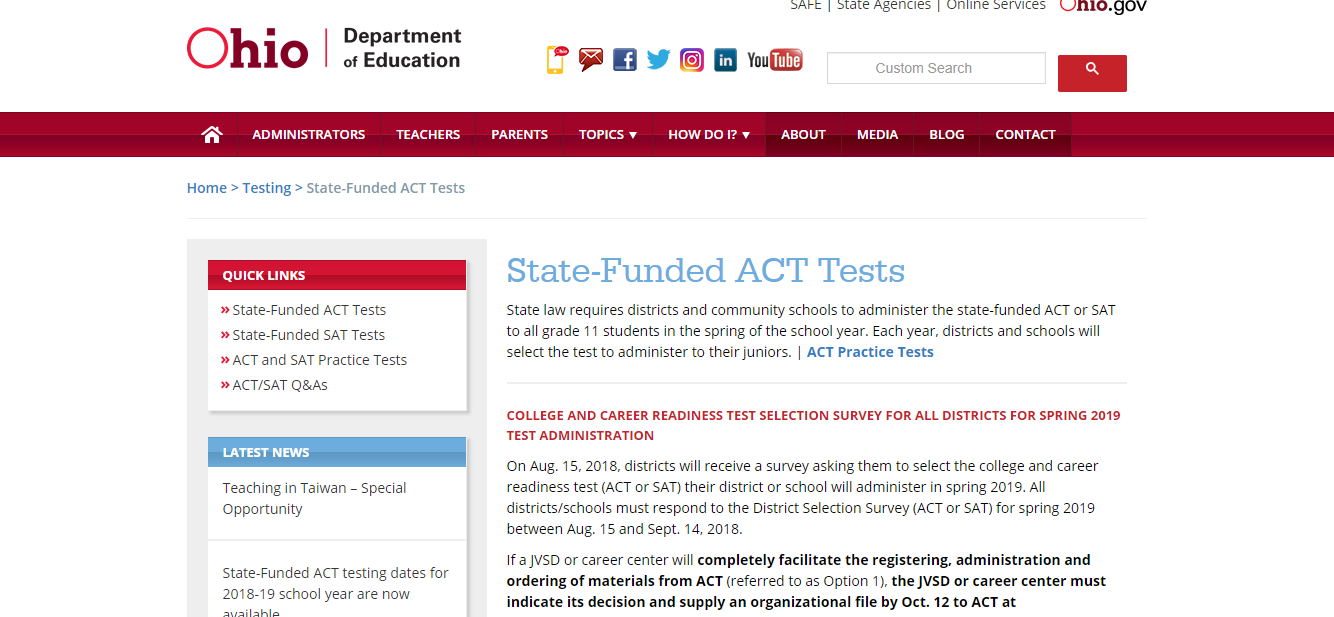 SAFE | State Agencies | Online Services Ohio.gov
Ohio Department of Education
YouTube
Custom Search
ADMINISTRATORS TEACHERS PARENTS TOPICS ▼ HOW DO I? ▼ ABOUT MEDIA BLOG CONTACT
Home > Testing > State-Funded ACT Tests
QUICK LINKS
» State-Funded ACT Tests
» State-Funded SAT Tests
» ACT and SAT Practice Tests
» ACT/SAT Q&As
LATEST NEWS
Teaching in Taiwan – Special
Opportunity
State-Funded ACT testing dates for
2018-19 school year are now
available
State-Funded ACT Tests
State law requires districts and community schools to administer the state-funded ACT or SAT
to all grade 11 students in the spring of the school year. Each year, districts and schools will
select the test to administer to their juniors. | ACT Practice Tests
COLLEGE AND CAREER READINESS TEST SELECTION SURVEY FOR ALL DISTRICTS FOR SPRING 2019
TEST ADMINISTRATION
On Aug. 15, 2018, districts will receive a survey asking them to select the college and career
readiness test (ACT or SAT) their district or school will administer in spring 2019. All
districts/schools must respond to the District Selection Survey (ACT or SAT) for spring 2019
between Aug. 15 and Sept. 14, 2018.
If a JVSD or career center will completely facilitate the registering, administration and
ordering of materials from ACT (referred to as Option 1), the JVSD or career center must
indicate its decision and supply an organizational file by Oct. 12 to ACT at